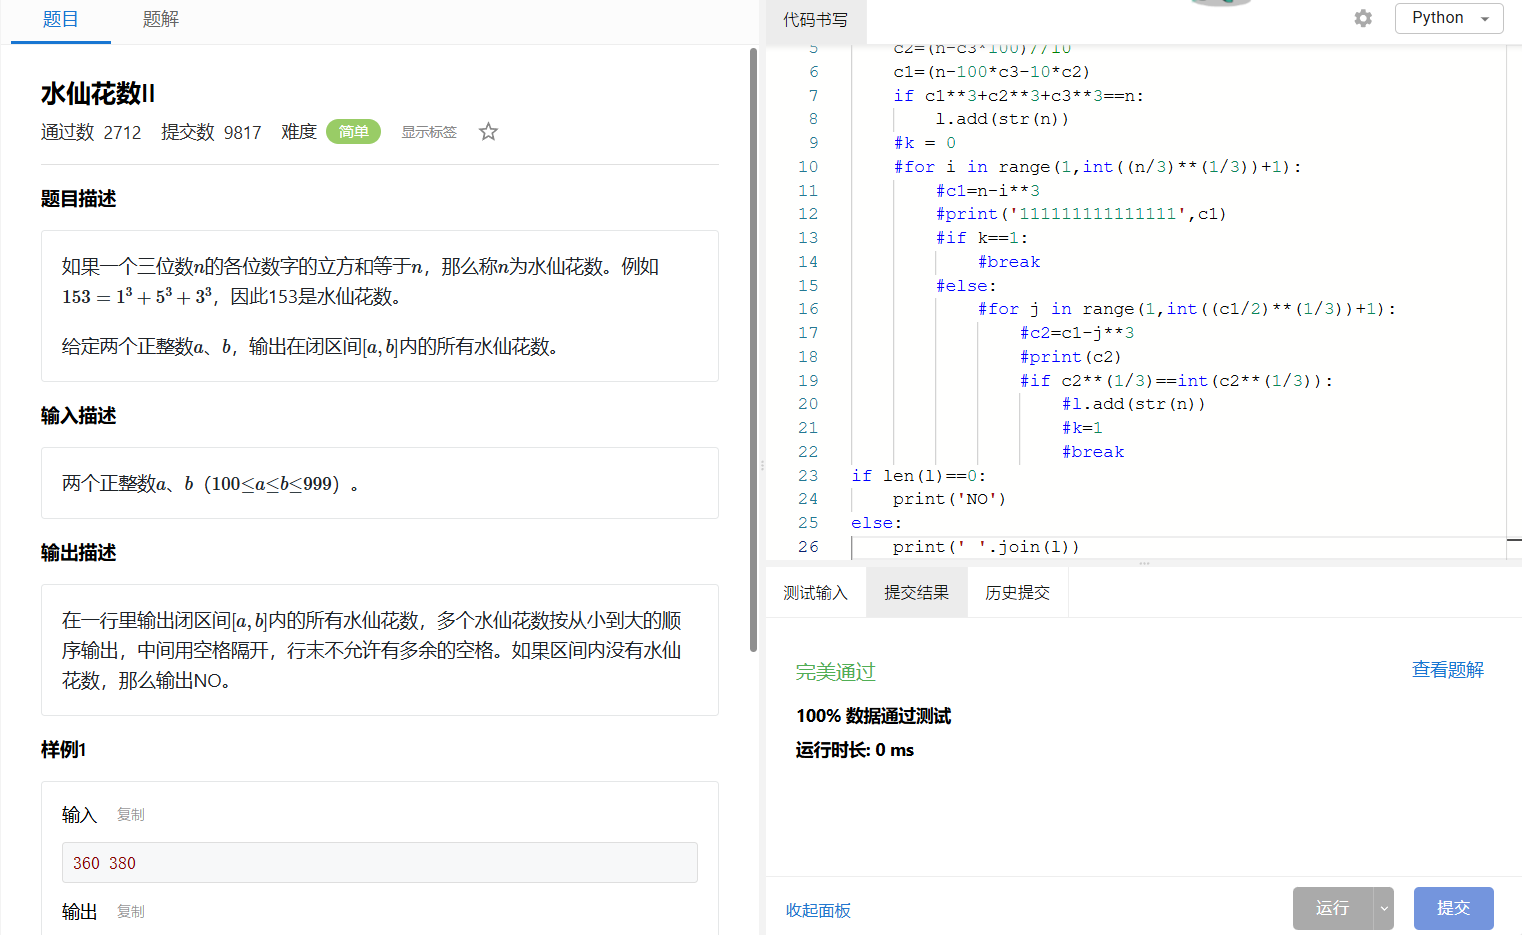 题目 题解
水仙花数II
通过数 2712 提交数 9817 难度 简单 显示标签
题目描述
如果一个三位数n的各位数字的立方和等于n，那么称n为水仙花数。例如
153 = 1³ + 5³ + 3³，因此153是水仙花数。
给定两个正整数a、b，输出在闭区间[a, b]内的所有水仙花数。
输入描述
两个正整数a、b（100≤a≤b≤999）。
输出描述
在一行里输出闭区间[a, b]内的所有水仙花数，多个水仙花数按从小到大的顺
序输出，中间用空格隔开，行末不允许有多余的空格。如果区间内没有水仙
花数，那么输出NO。
样例1
输入 复制
360 380
输出 复制
代码书写 Python
5 c2=(n-c3*100)//10
6 c1=(n-100*c3-10*c2)
7 if c1**3+c2**3+c3**3==n:
8 l.add(str(n))
9 #k = 0
10 #for i in range(1,int((n/3)**(1/3))+1):
11 #c1=n-i**3
12 #print('111111111111111',c1)
13 #if k==1:
14 #break
15 #else:
16 #for j in range(1,int((c1/2)**(1/3))+1):
17 #c2=c1-j**3
18 #print(c2)
19 #if c2**(1/3)==int(c2**(1/3)):
20 #l.add(str(n))
21 #k=1
22 #break
23 if len(l)==0:
24 print('NO')
25 else:
26 print(' '.join(l))
测试输入 提交结果 历史提交
完美通过 查看题解
100% 数据通过测试
运行时长: 0 ms
收起面板 运行 提交